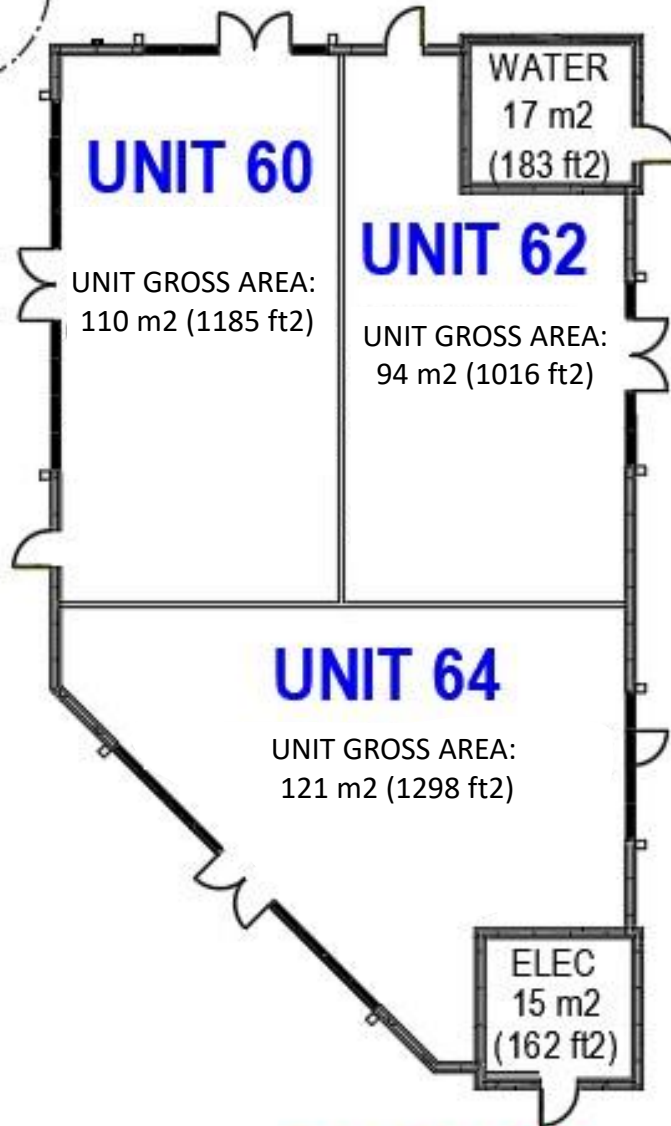 WATER
17 m2
(183 ft2)
UNIT 60
UNIT GROSS AREA:
110 m2 (1185 ft2)
UNIT 62
UNIT GROSS AREA:
94 m2 (1016 ft2)
UNIT 64
UNIT GROSS AREA:
121 m2 (1298 ft2)
ELEC
15 m2
(162 ft2)